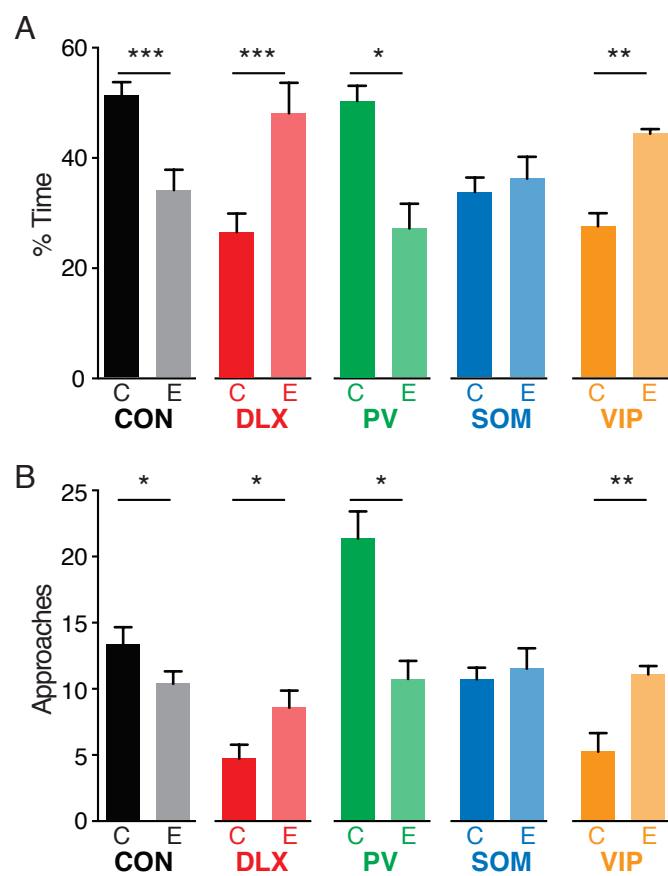 A
*** *** * **
60
40
20
0
% Time
C E C E C E C E C E
CON DLX PV SOM VIP
B
* * * **
25
20
15
10
5
0
Approaches
C E C E C E C E C E
CON DLX PV SOM VIP